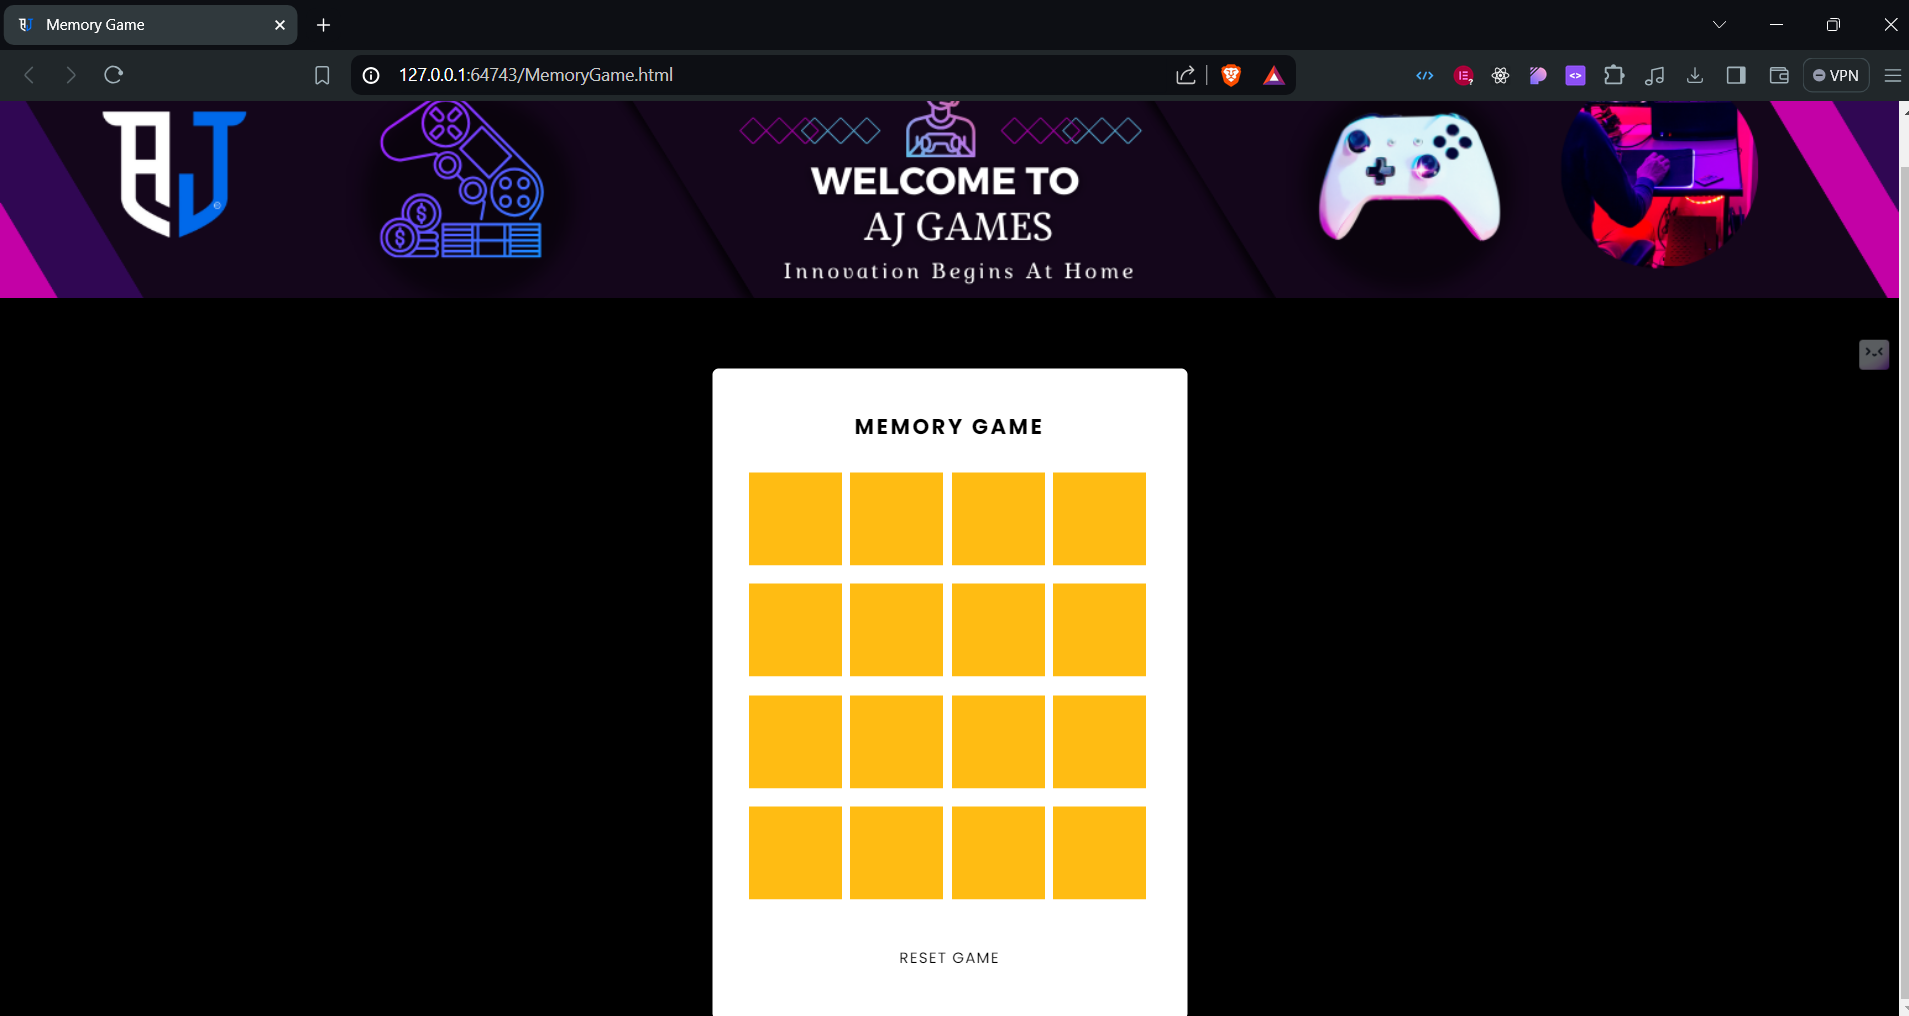 Memory Game
127.0.0.1:64743/MemoryGame.html
VPN
AJ
WELCOME TO
AJ GAMES
Innovation Begins At Home
MEMORY GAME
RESET GAME